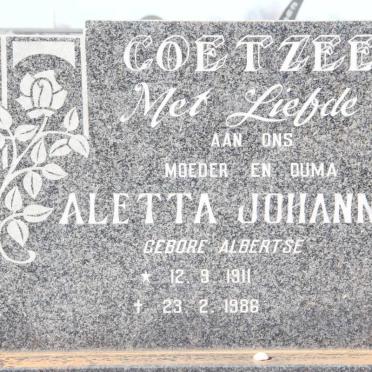 COETZEE
Met Liefde
AAN ONS
MOEDER EN OUMA
ALETTA JOHANN
GEBORE ALBERTSE
★ 12. 9. 1911
✝ 23. 2. 1986